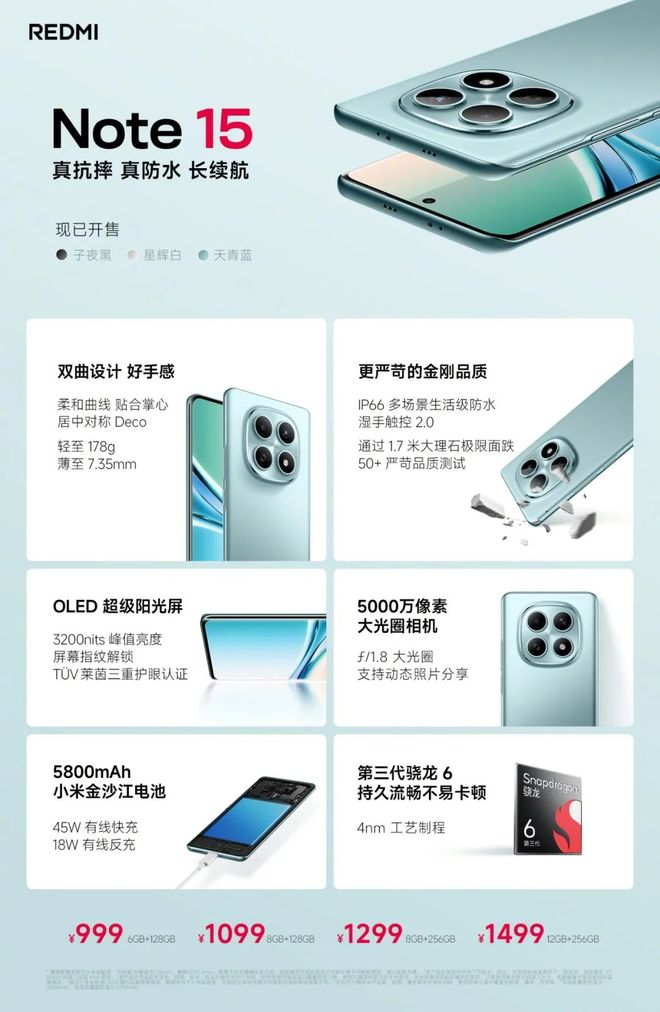 REDMI
Note 15
真抗摔 真防水 长续航
现已开售
子夜黑 星辉白 天青蓝
双曲设计 好手感
柔和曲线 贴合掌心
居中对称 Deco
轻至 178g
薄至 7.35mm
更严苛的金刚品质
IP66 多场景生活级防水
湿手触控 2.0
通过 1.7 米大理石极限面跌
50+ 严苛品质测试
OLED 超级阳光屏
3200nits 峰值亮度
屏幕指纹解锁
TÜV 莱茵三重护眼认证
5000万像素
大光圈相机
ƒ/1.8 大光圈
支持动态照片分享
5800mAh
小米金沙江电池
45W 有线快充
18W 有线反充
第三代骁龙 6
持久流畅不易卡顿
4nm 工艺制程
Snapdragon
骁龙
6
第三代
¥999 6GB+128GB ¥1099 8GB+128GB ¥1299 8GB+256GB ¥1499 12GB+256GB